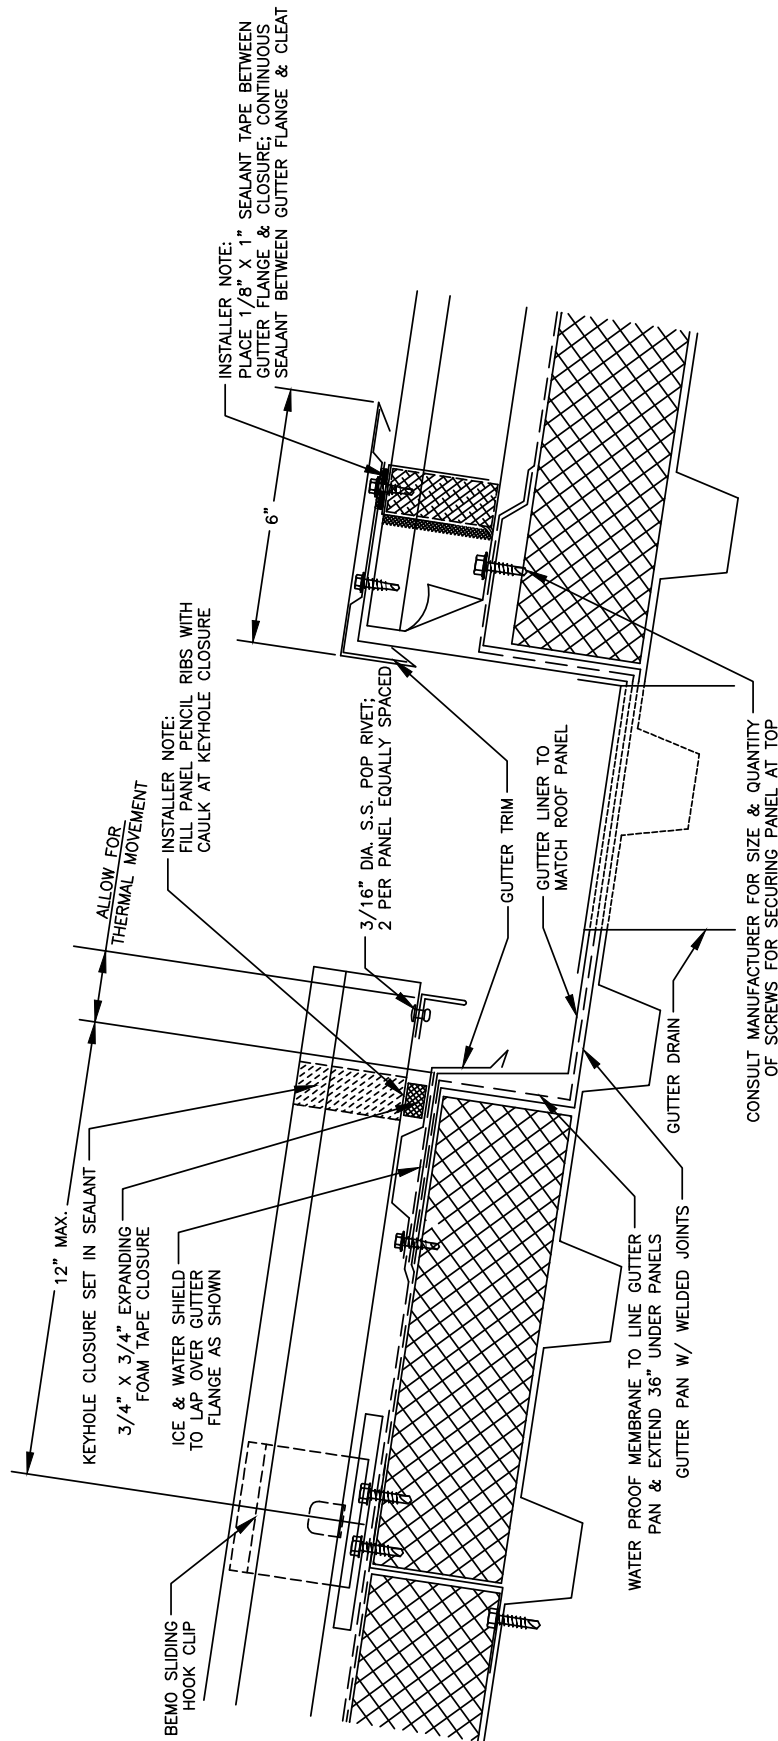 BEMO SLIDING
HOOK CLIP
12" MAX.
KEYHOLE CLOSURE SET IN SEALANT
3/4" X 3/4" EXPANDING
FOAM TAPE CLOSURE
ICE & WATER SHIELD
TO LAP OVER GUTTER
FLANGE AS SHOWN
ALLOW FOR
THERMAL MOVEMENT
INSTALLER NOTE:
FILL PANEL PENCIL RIBS WITH
CAULK AT KEYHOLE CLOSURE
3/16" DIA. S.S. POP RIVET;
2 PER PANEL EQUALLY SPACED
6"
INSTALLER NOTE:
PLACE 1/8" X 1" SEALANT TAPE BETWEEN
GUTTER FLANGE & CLOSURE; CONTINUOUS
SEALANT BETWEEN GUTTER FLANGE & CLEAT
GUTTER TRIM
GUTTER LINER TO
MATCH ROOF PANEL
WATER PROOF MEMBRANE TO LINE GUTTER
PAN & EXTEND 36" UNDER PANELS
GUTTER PAN W/ WELDED JOINTS
GUTTER DRAIN
CONSULT MANUFACTURER FOR SIZE & QUANTITY
OF SCREWS FOR SECURING PANEL AT TOP